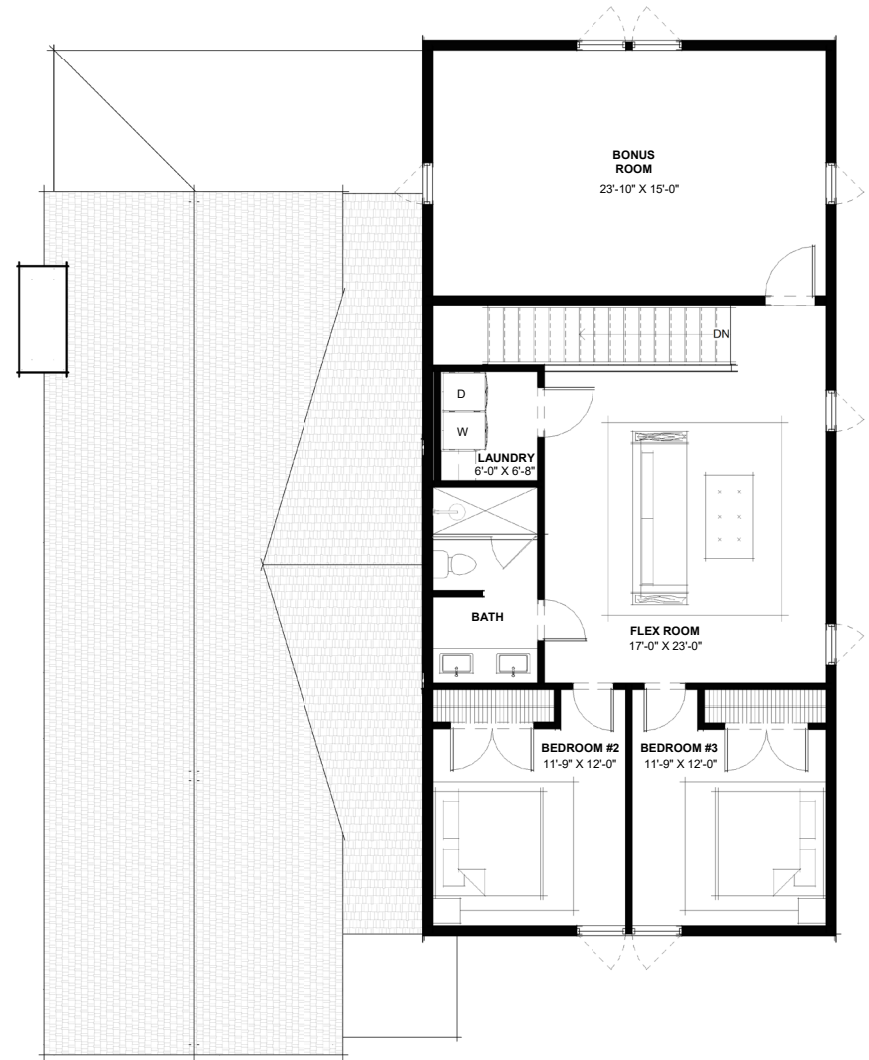 BONUS
ROOM
23'-10" X 15'-0"
DN
D
W
LAUNDRY
6'-0" X 6'-8"
BATH
FLEX ROOM
17'-0" X 23'-0"
BEDROOM #2
11'-9" X 12'-0"
BEDROOM #3
11'-9" X 12'-0"